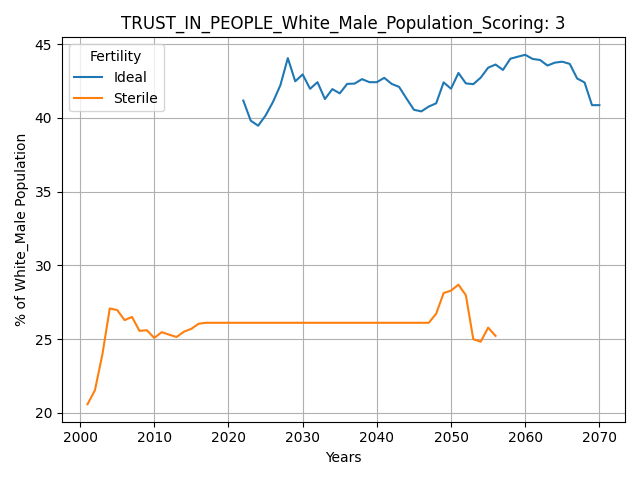 TRUST_IN_PEOPLE_White_Male_Population_Scoring: 3
Fertility
Ideal
Sterile
% of White_Male Population
45
40
35
30
25
20
2000 2010 2020 2030 2040 2050 2060 2070
Years